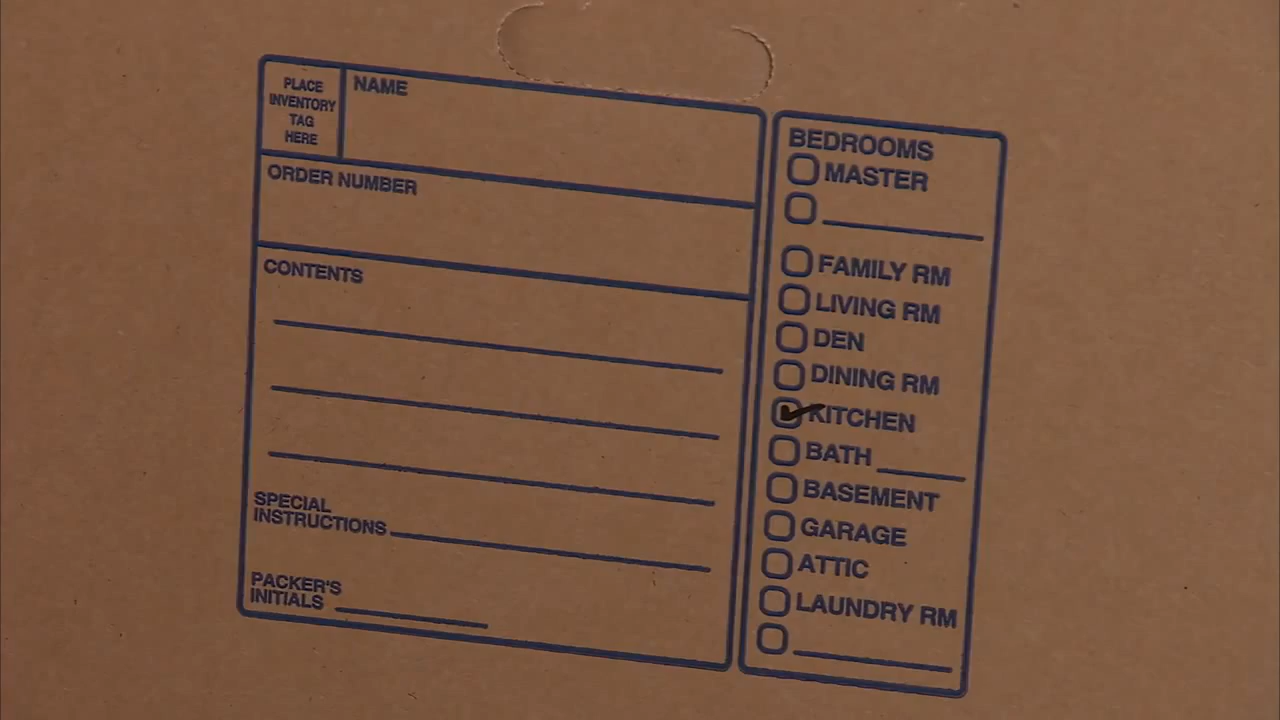 PLACE
INVENTORY
TAG
HERE
NAME
ORDER NUMBER
CONTENTS
SPECIAL
INSTRUCTIONS
PACKER'S
INITIALS
BEDROOMS
MASTER
FAMILY RM
LIVING RM
DEN
DINING RM
KITCHEN
BATH
BASEMENT
GARAGE
ATTIC
LAUNDRY RM